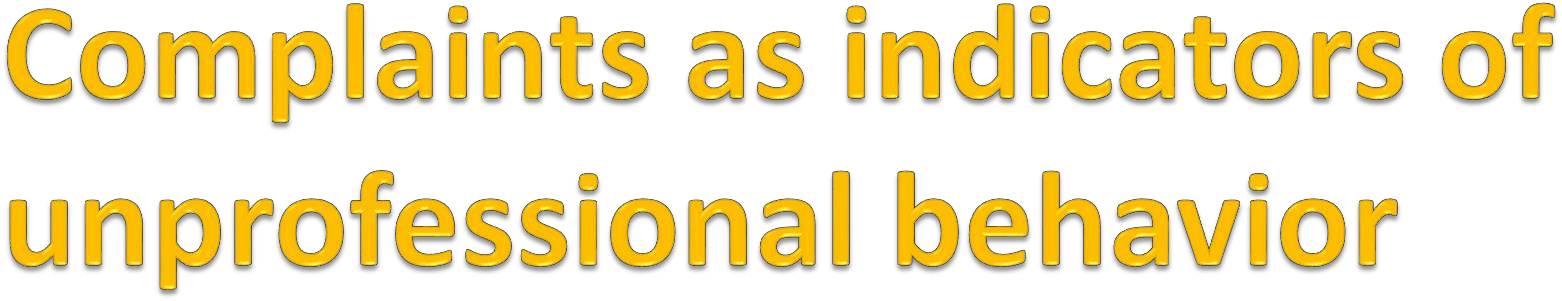 Complaints as indicators of
unprofessional behavior